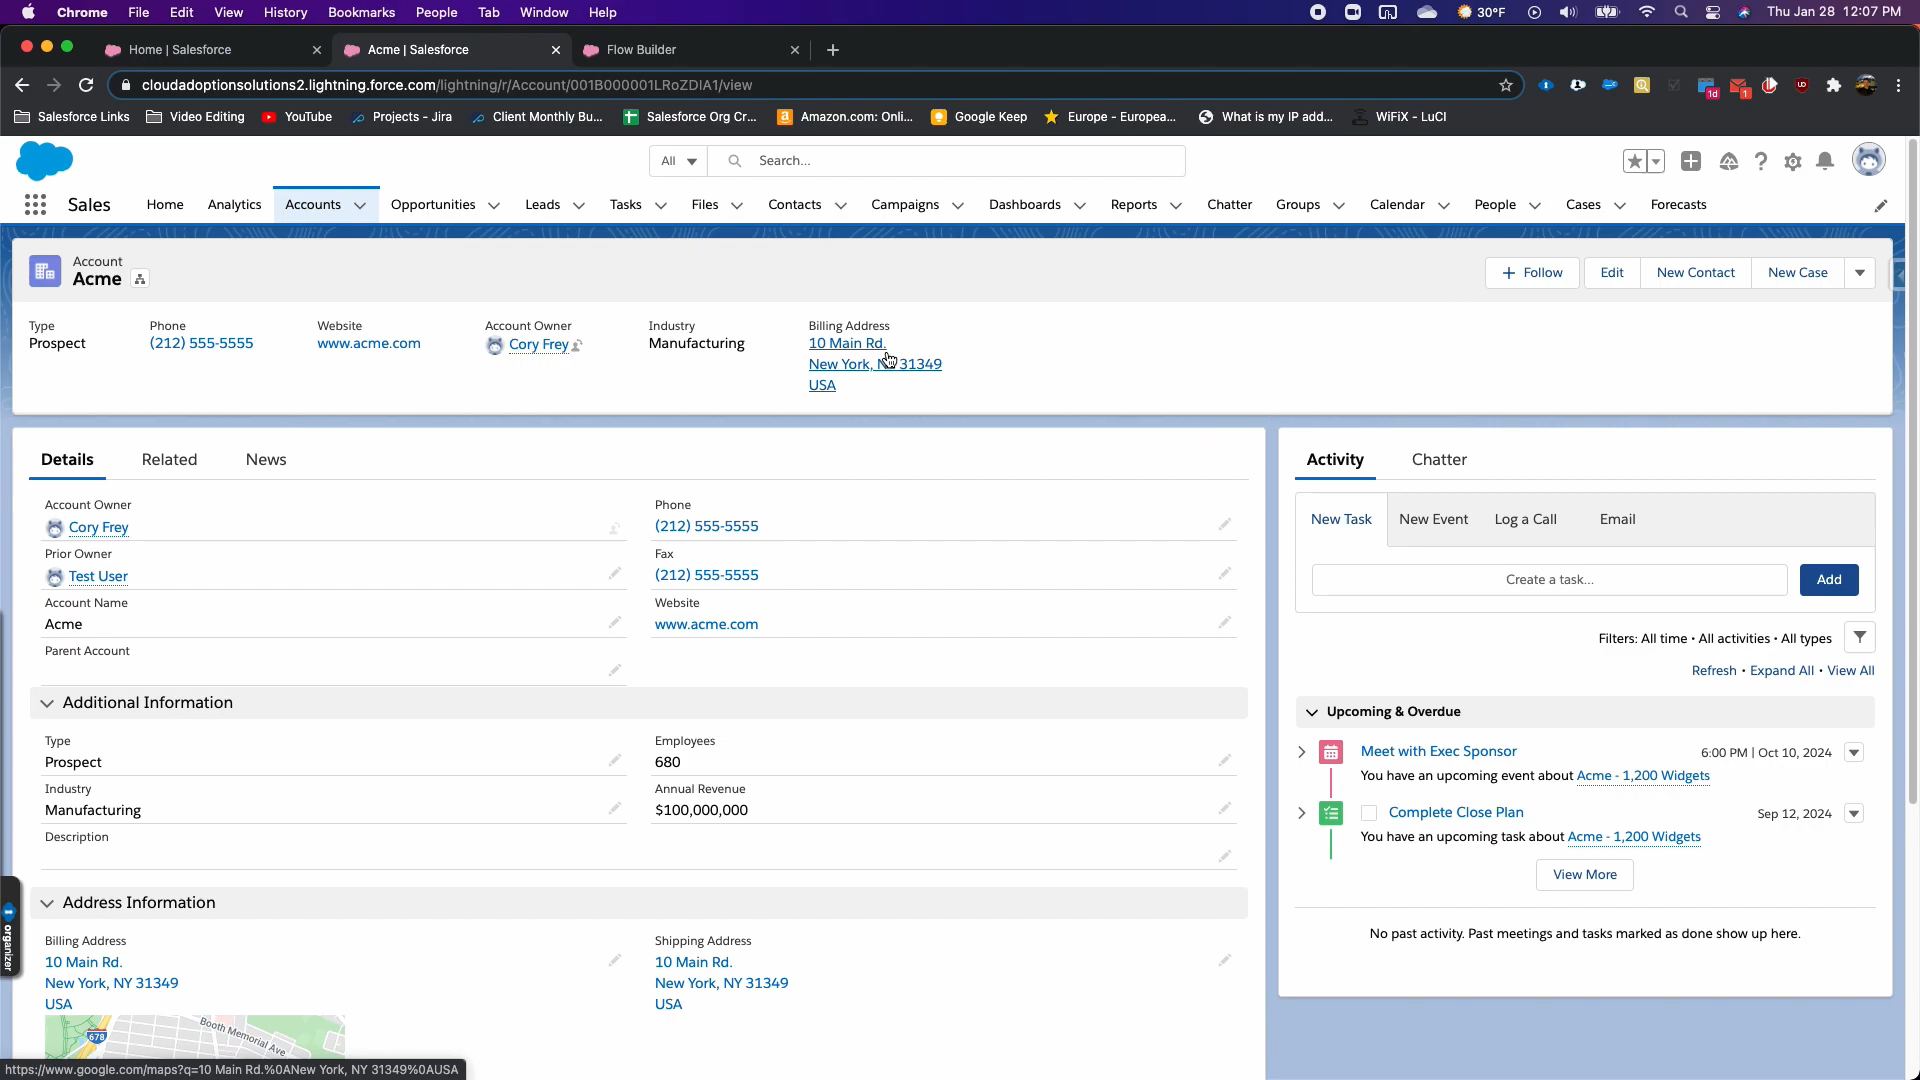 Chrome File Edit View History Bookmarks People Tab Window Help 30°F Thu Jan 28 12:07 PM
Home | Salesforce Acme | Salesforce Flow Builder
cloudadoptionsolutions2.lightning.force.com/lightning/r/Account/001B000001LRoZDIA1/view 1d 1
Salesforce Links Video Editing YouTube Projects - Jira Client Monthly Bu... Salesforce Org Cr... Amazon.com: Onli... Google Keep Europe - Europea... What is my IP add... WiFiX - LuCI
All Search...
Sales Home Analytics Accounts Opportunities Leads Tasks Files Contacts Campaigns Dashboards Reports Chatter Groups Calendar People Cases Forecasts
Account
Acme
Follow Edit New Contact New Case
Type Phone Website Account Owner Industry Billing Address
Prospect (212) 555-5555 www.acme.com Cory Frey Manufacturing 10 Main Rd.
New York, 31349
USA
Details Related News
Account Owner Phone
Cory Frey (212) 555-5555
Prior Owner Fax
Test User (212) 555-5555
Account Name Website
Acme www.acme.com
Parent Account
Additional Information
Type Employees
Prospect 680
Industry Annual Revenue
Manufacturing $100,000,000
Description
Address Information
Billing Address Shipping Address
10 Main Rd. 10 Main Rd.
New York, NY 31349 New York, NY 31349
USA USA
678 Booth Memorial Ave
organizer
https://www.google.com/maps?q=10 Main Rd.%0ANew York, NY 31349%0AUSA
Activity Chatter
New Task New Event Log a Call Email
Create a task... Add
Filters: All time • All activities • All types
Refresh • Expand All • View All
Upcoming & Overdue
Meet with Exec Sponsor 6:00 PM | Oct 10, 2024
You have an upcoming event about Acme - 1,200 Widgets
Complete Close Plan Sep 12, 2024
You have an upcoming task about Acme - 1,200 Widgets
View More
No past activity. Past meetings and tasks marked as done show up here.